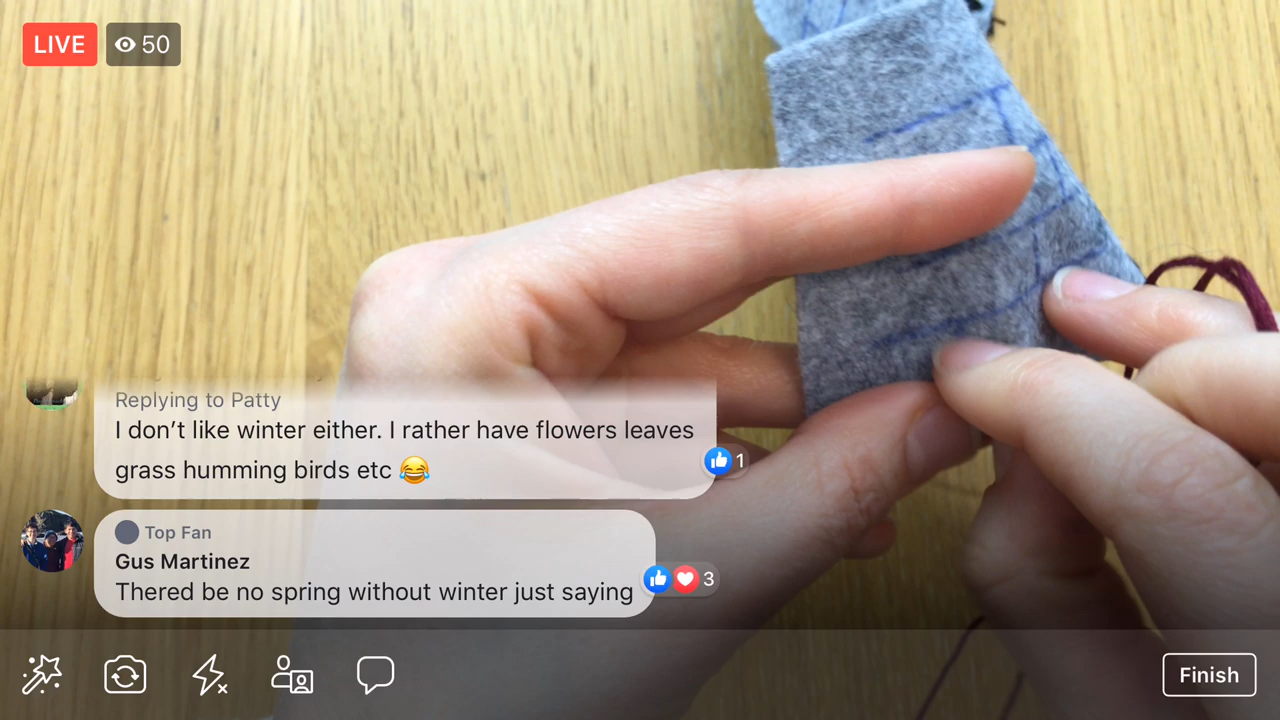 LIVE
50
Replying to Patty
I don’t like winter either. I rather have flowers leaves
grass humming birds etc 😂
1
Top Fan
Gus Martinez
Thered be no spring without winter just saying
3
Finish